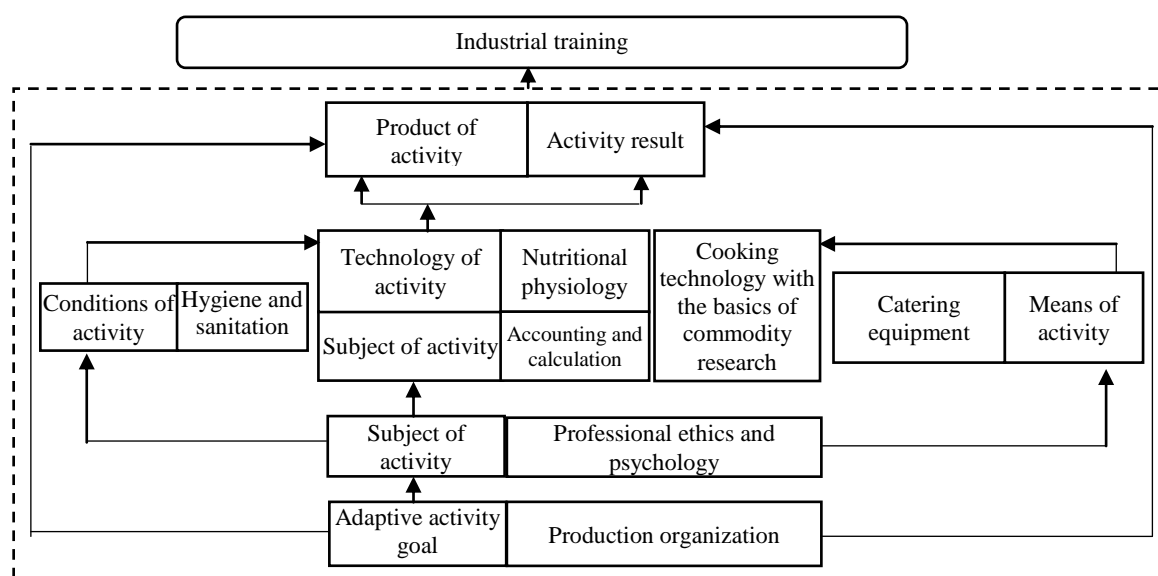 Industrial training
Product of
activity
Activity result
Technology of
activity
Nutritional
physiology
Cooking
technology with
the basics of
commodity
research
Conditions of
activity
Hygiene and
sanitation
Catering
equipment
Means of
activity
Subject of activity
Accounting and
calculation
Subject of
activity
Professional ethics and
psychology
Adaptive activity
goal
Production organization